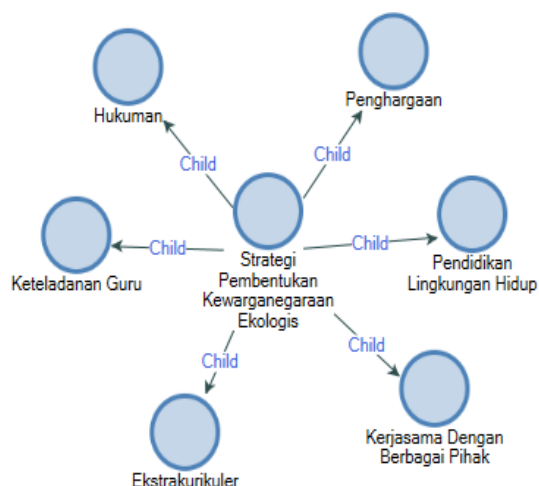 Hukuman
Penghargaan
Child
Child
Keteladanan Guru
Child
Strategi
Pembentukan
Kewarganegaraan
Ekologis
Child
Pendidikan
Lingkungan Hidup
Child
Child
Ekstrakurikuler
Kerjasama Dengan
Berbagai Pihak